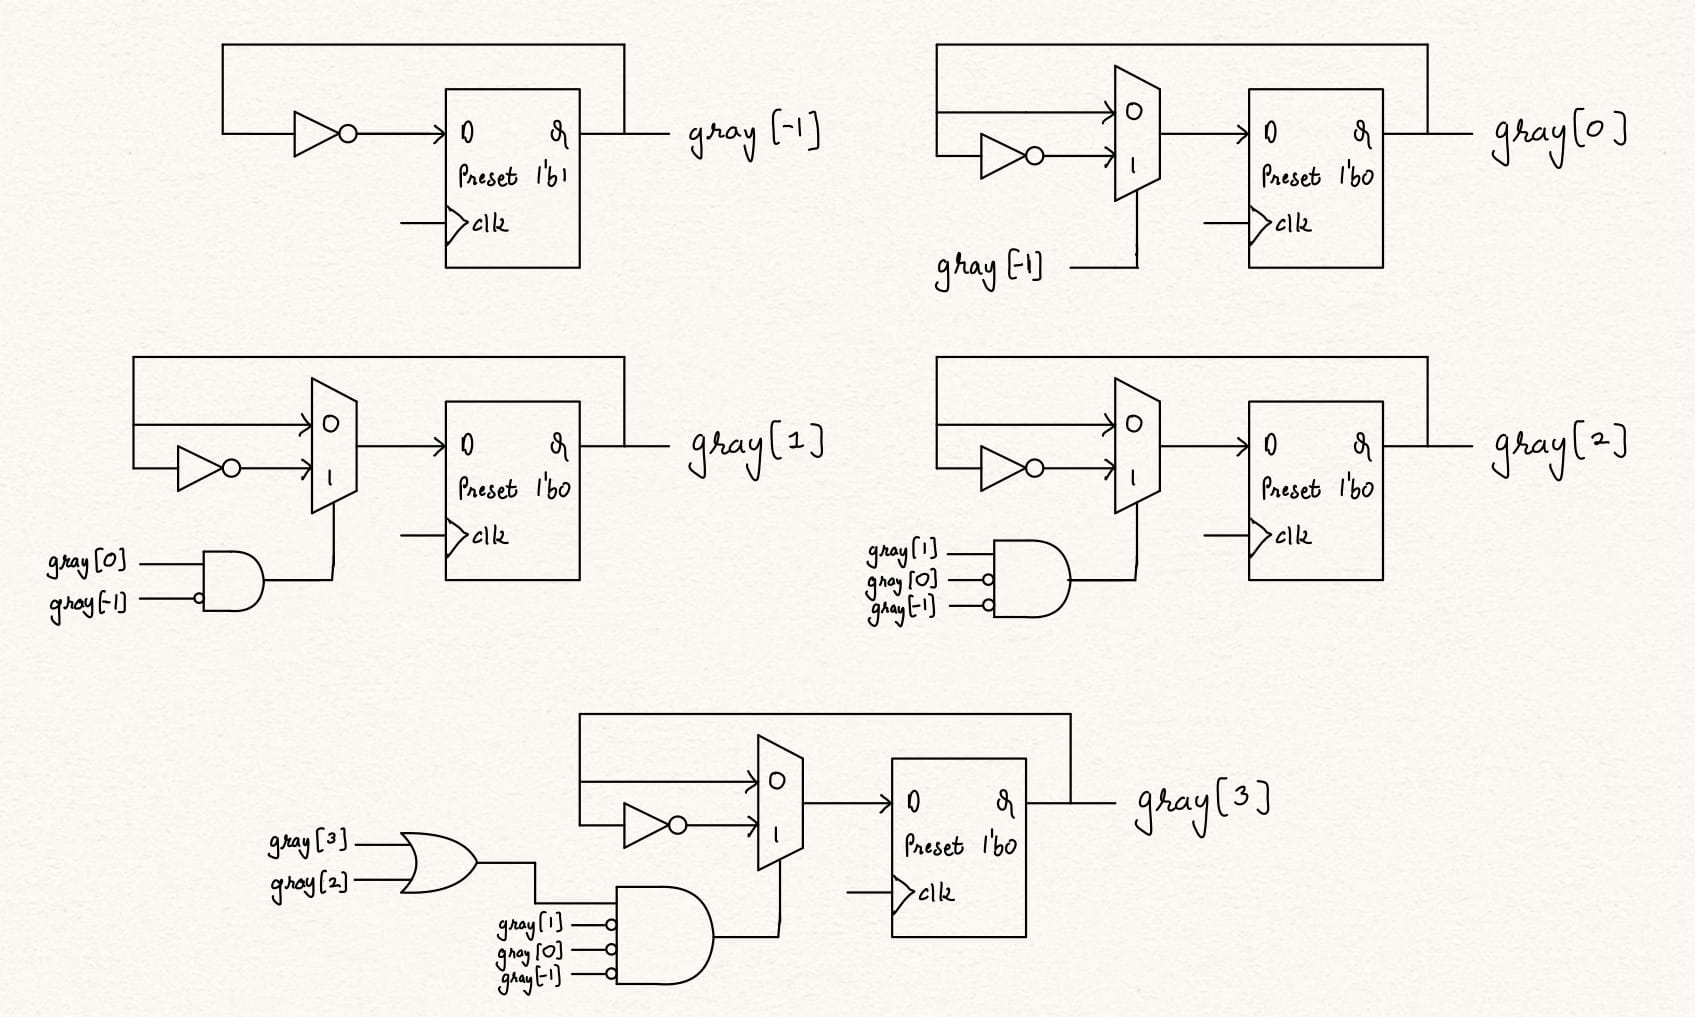 D Q
Preset 1'b1
clk
gray [-1]
0
1
D Q
Preset 1'b0
clk
gray[0]
gray [-1]
0
1
D Q
Preset 1'b0
clk
gray[1]
gray[0]
gray[-1]
0
1
D Q
Preset 1'b0
clk
gray[2]
gray[1]
gray[0]
gray[-1]
0
1
D Q
Preset 1'b0
clk
gray[3]
gray[3]
gray[2]
gray[1]
gray[0]
gray[-1]